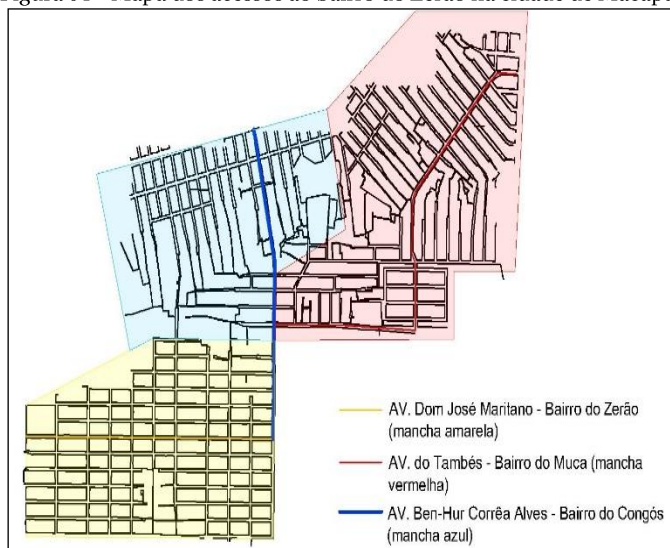 Mapa dos acessos ao Bairro do Zerão na cidade de Macapá
AV. Dom José Maritano - Bairro do Zerão
(mancha amarela)
AV. do Tambés - Bairro do Muca (mancha
vermelha)
AV. Ben-Hur Corrêa Alves - Bairro do Congós
(mancha azul)